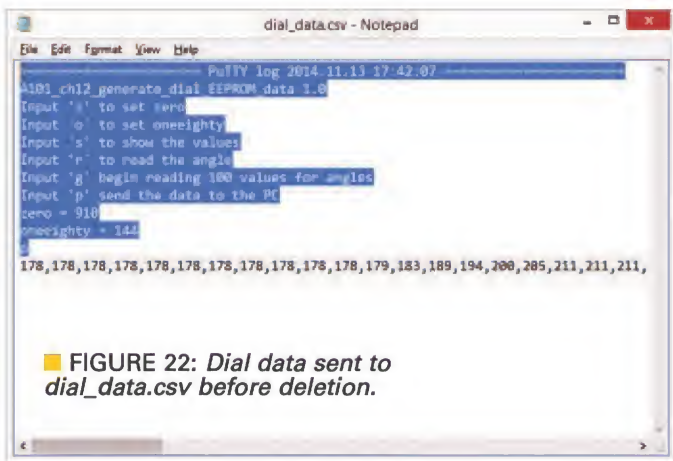 dial_data.csv - Notepad
File Edit Format View Help
PuTTY log 2014.11.13 17:42:07
A101_ch12_generate_dial EEPROM data 1.0
Input 'z' to set zero
Input 'o' to set oneeighty
Input 's' to show the values
Input 'r' to read the angle
Input 'g' begin reading 100 values for angles
Input 'p' send the data to the PC
zero = 910
oneeighty = 144
178,178,178,178,178,178,178,178,178,178,178,178,179,183,189,194,200,205,211,211,211,
FIGURE 22: Dial data sent to
dial_data.csv before deletion.